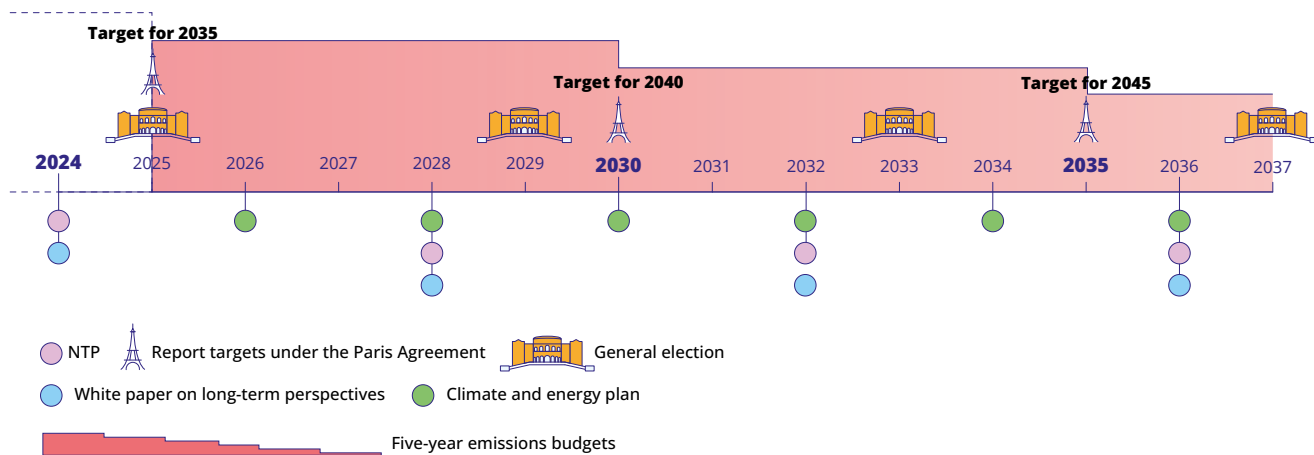 Target for 2035
Target for 2040
Target for 2045
2024 2025 2026 2027 2028 2029 2030 2031 2032 2033 2034 2035 2036 2037
NTP Report targets under the Paris Agreement General election
White paper on long-term perspectives Climate and energy plan
Five-year emissions budgets